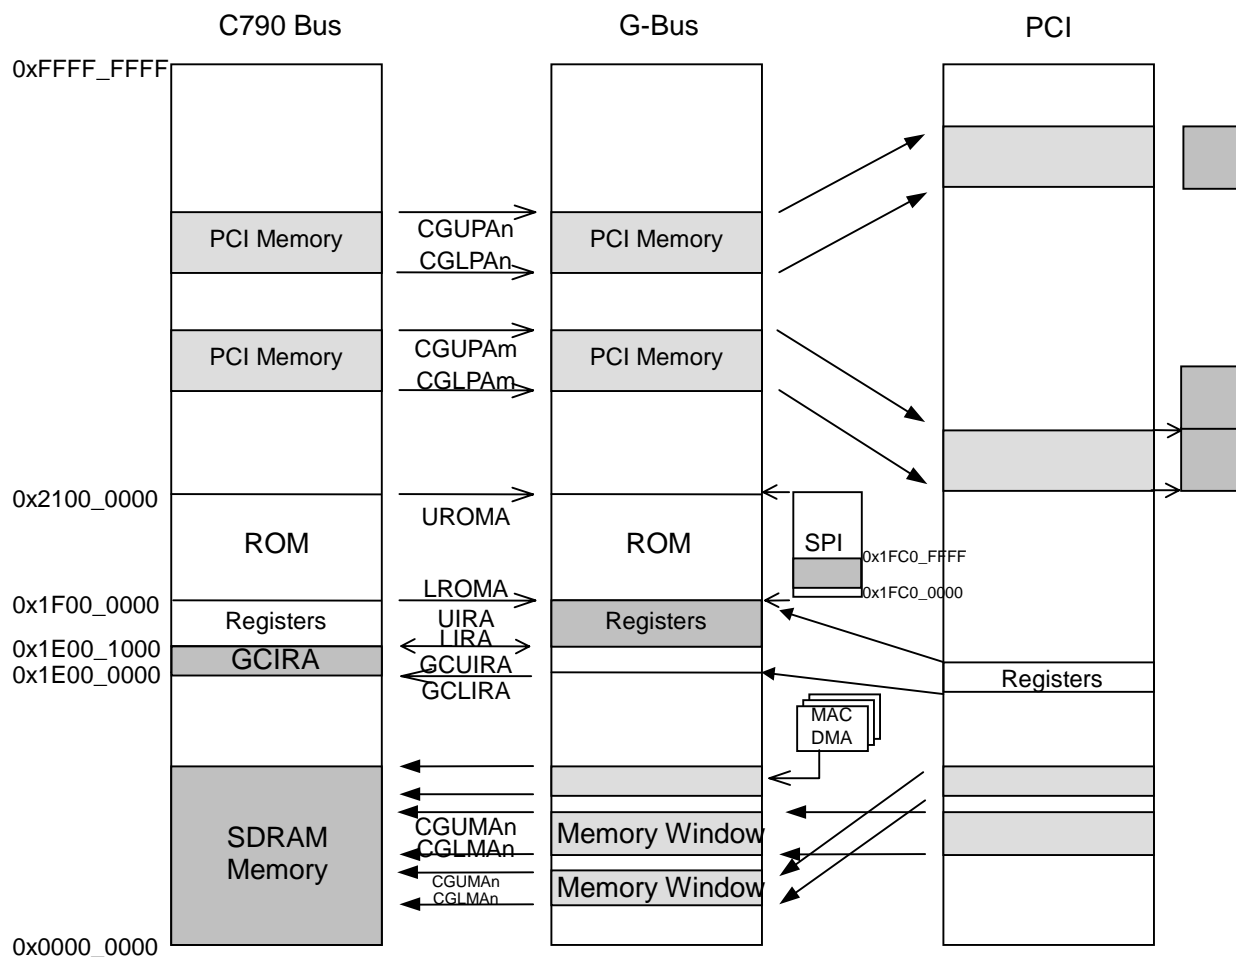 C790 Bus
G-Bus
PCI
0xFFFF_FFFF
PCI Memory
CGUPAn
CGLPAn
PCI Memory
PCI Memory
CGUPAm
CGLPAm
PCI Memory
0x2100_0000
UROMA
ROM
ROM
SPI
0x1FC0_FFFF
0x1FC0_0000
LROMA
0x1F00_0000
Registers
UIRA
LIRA
Registers
0x1E00_1000
GCIRA
0x1E00_0000
GCUIRA
GCLIRA
Registers
MAC
DMA
SDRAM
Memory
CGUMAn
CGLMAn
Memory Window
CGUMAn
CGLMAn
Memory Window
0x0000_0000